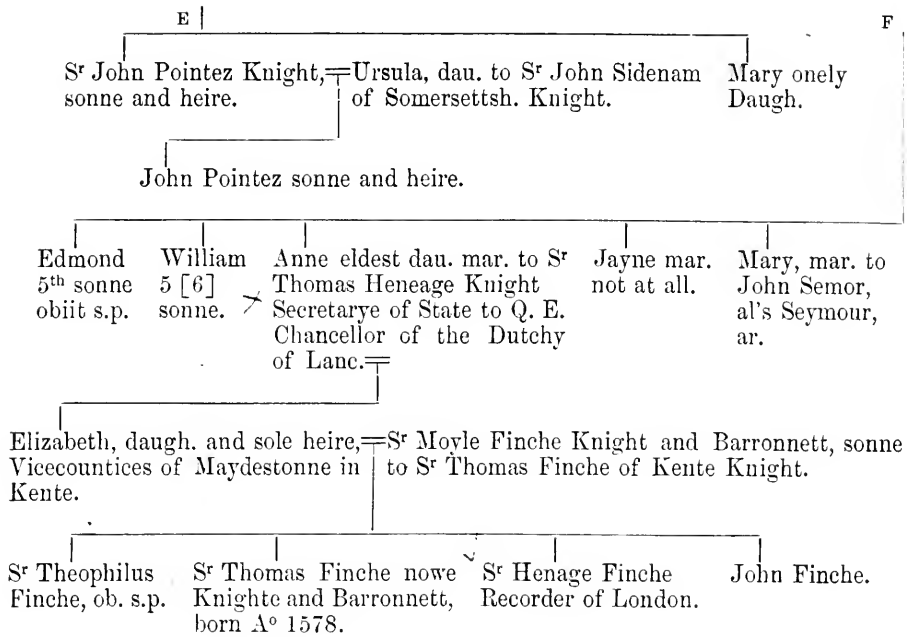 E
F
Sʳ John Pointez Knight,
sonne and heire.
Ursula, dau. to Sʳ John Sidenam
of Somersettsh. Knight.
Mary onely
Daugh.
John Pointez sonne and heire.
Edmond
5ᵗʰ sonne
obiit s.p.
William
5 [6]
sonne.
Anne eldest dau. mar. to Sʳ
Thomas Heneage Knight
Secretarye of State to Q. E.
Chancellor of the Dutchy
of Lanc.
Jayne mar.
not at all.
Mary, mar. to
John Semor,
al's Seymour,
ar.
Elizabeth, daugh. and sole heire,
Vicecountices of Maydestonne in
Kente.
Sʳ Moyle Finche Knight and Barronnett, sonne
to Sʳ Thomas Finche of Kente Knight.
Sʳ Theophilus
Finche, ob. s.p.
Sʳ Thomas Finche nowe
Knighte and Barronnett,
born Aº 1578.
Sʳ Henage Finche
Recorder of London.
John Finche.